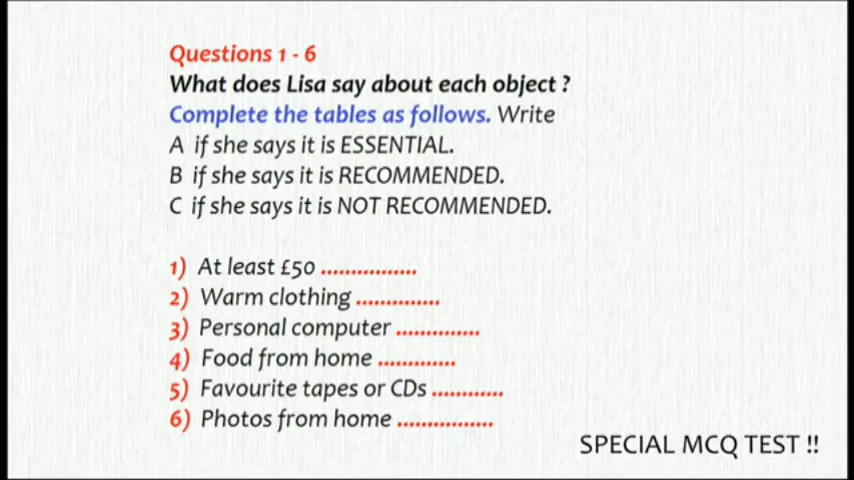 Questions 1 - 6
What does Lisa say about each object ?
Complete the tables as follows. Write
A if she says it is ESSENTIAL.
B if she says it is RECOMMENDED.
C if she says it is NOT RECOMMENDED.
1) At least £50 ................
2) Warm clothing ..............
3) Personal computer ..............
4) Food from home .............
5) Favourite tapes or CDs ............
6) Photos from home ................
SPECIAL MCQ TEST !!